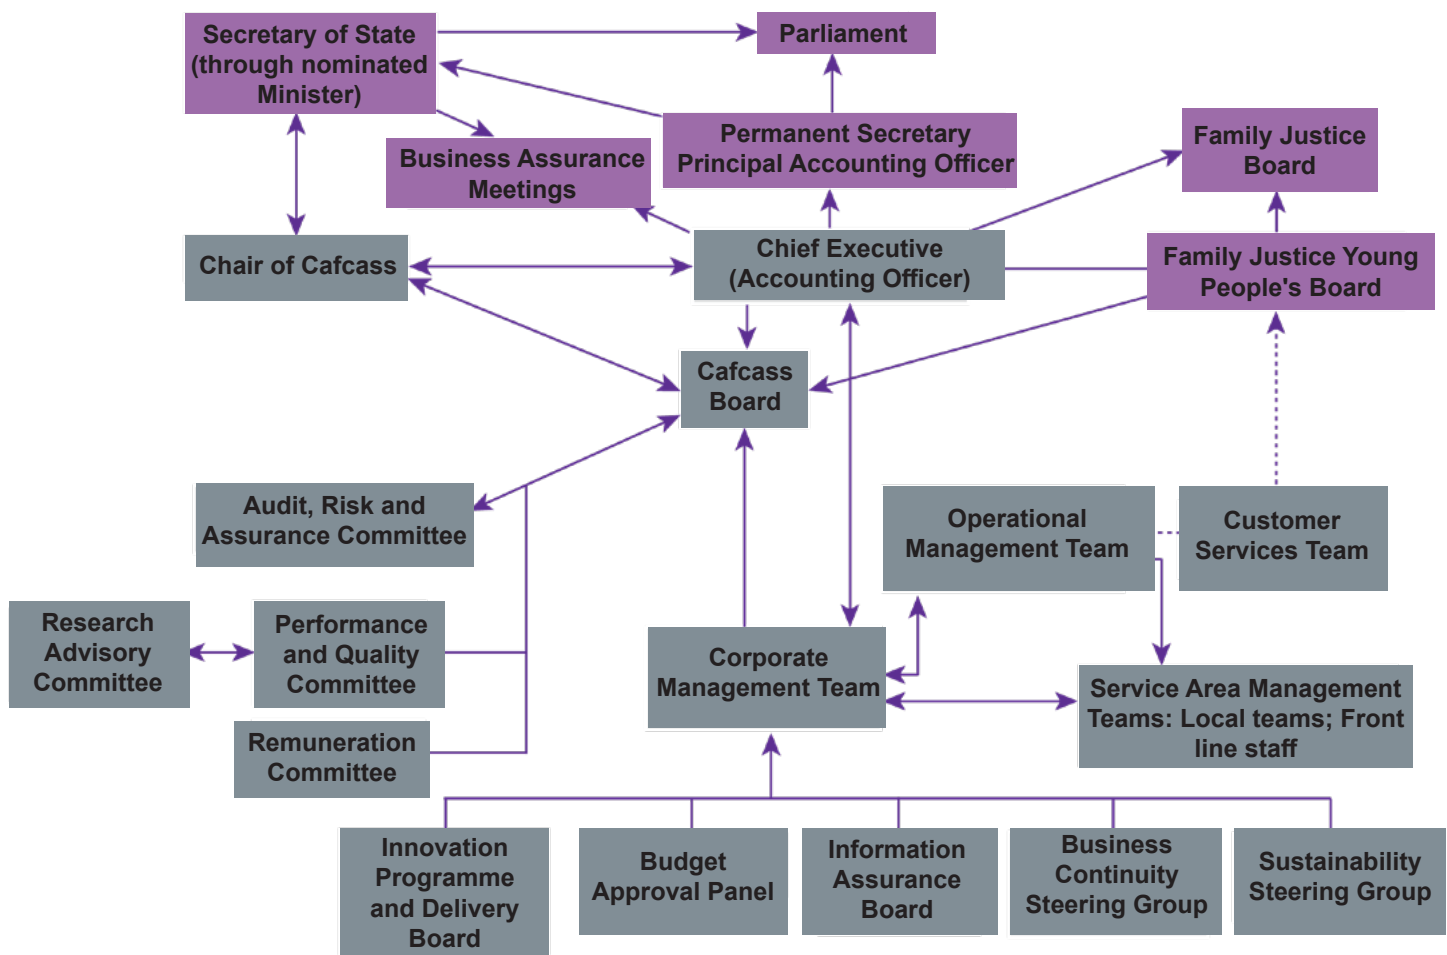 Secretary of State
(through nominated
Minister)
Parliament
Business Assurance
Meetings
Permanent Secretary
Principal Accounting Officer
Family Justice
Board
Chair of Cafcass
Chief Executive
(Accounting Officer)
Family Justice Young
People's Board
Cafcass
Board
Audit, Risk and
Assurance Committee
Operational
Management Team
Customer
Services Team
Research
Advisory
Committee
Performance
and Quality
Committee
Corporate
Management Team
Service Area Management
Teams: Local teams; Front
line staff
Remuneration
Committee
Innovation
Programme
and Delivery
Board
Budget
Approval Panel
Information
Assurance
Board
Business
Continuity
Steering Group
Sustainability
Steering Group